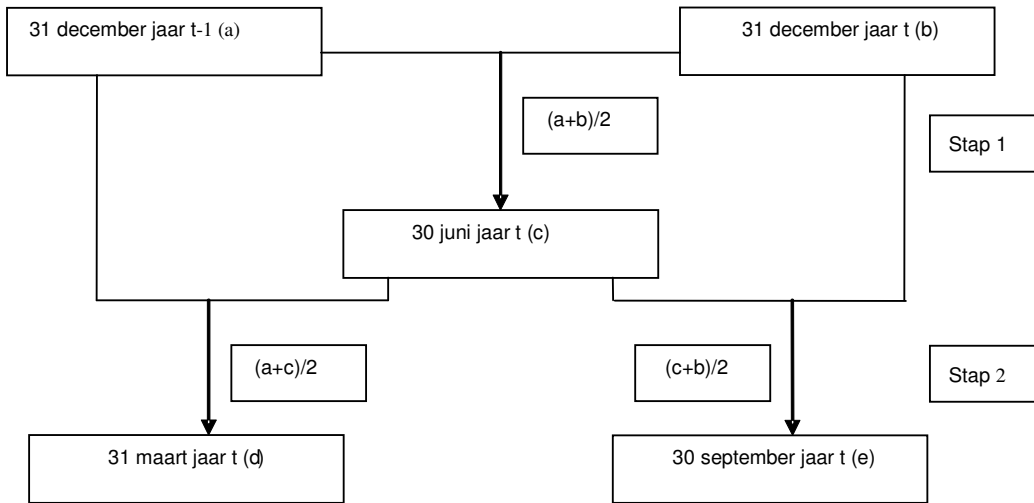 31 december jaar t-1 (a)
31 december jaar t (b)
(a+b)/2
Stap 1
30 juni jaar t (c)
(a+c)/2
(c+b)/2
Stap 2
31 maart jaar t (d)
30 september jaar t (e)